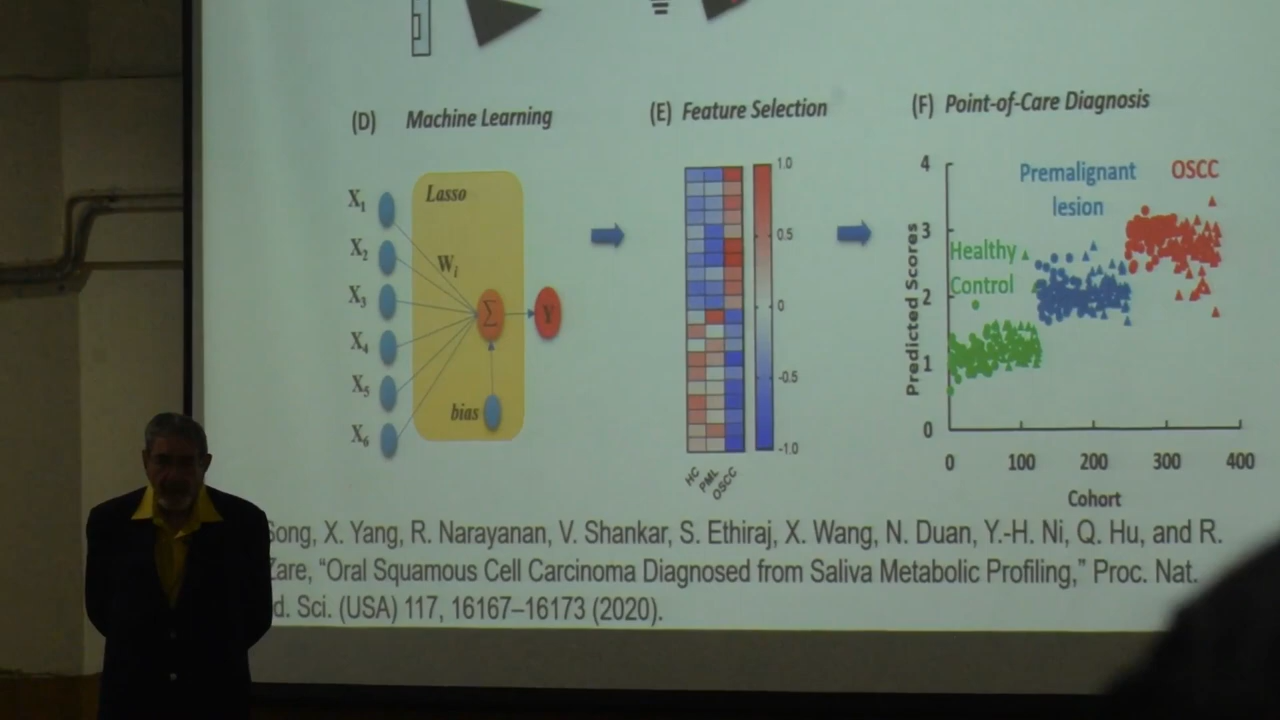 (D) Machine Learning
(E) Feature Selection
(F) Point-of-Care Diagnosis
Lasso
X1
X2
X3
X4
X5
X6
Wi
Σ
Y
bias
1.0
0.5
0
-0.5
-1.0
HC
PML
OSCC
Premalignant
lesion
OSCC
Healthy
Control
Predicted Scores
4
3
2
1
0
0 100 200 300 400
Cohort
Song, X. Yang, R. Narayanan, V. Shankar, S. Ethiraj, X. Wang, N. Duan, Y.-H. Ni, Q. Hu, and R.
Zare, “Oral Squamous Cell Carcinoma Diagnosed from Saliva Metabolic Profiling,” Proc. Nat.
d. Sci. (USA) 117, 16167–16173 (2020).